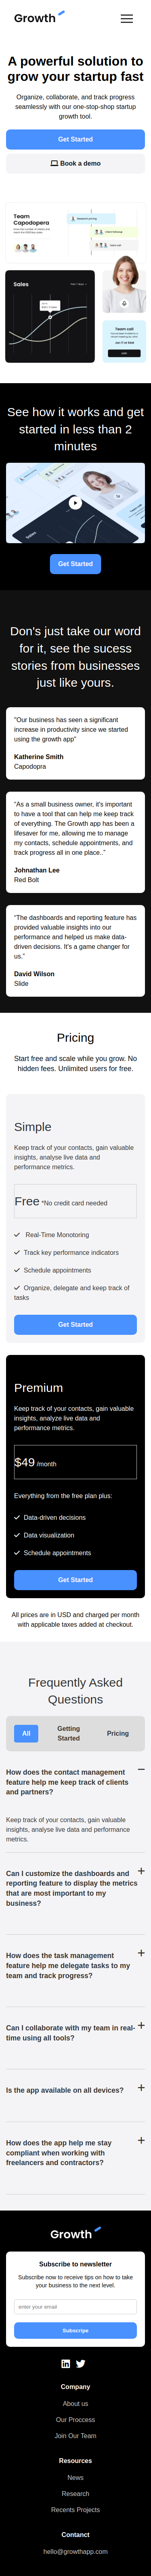 Growth
A powerful solution to
grow your startup fast
Organize, collaborate, and track progress
seamlessly with our one-stop-shop startup
growth tool.
Get Started
Book a demo
Team
Capodopera
Research pricing
Sales
Team call
Join
See how it works and get
started in less than 2
minutes
Get Started
Don's just take our word
for it, see the sucess
stories from businesses
just like yours.
"Our business has seen a significant
increase in productivity since we started
using the growth app"
Katherine Smith
Capodopra
"As a small business owner, it's important
to have a tool that can help me keep track
of everything. The Growth app has been a
lifesaver for me, allowing me to manage
my contacts, schedule appointments, and
track progress all in one place.."
Johnathan Lee
Red Bolt
"The dashboards and reporting feature has
provided valuable insights into our
performance and helped us make data-
driven decisions. It's a game changer for
us."
David Wilson
Slide
Pricing
Start free and scale while you grow. No
hidden fees. Unlimited users for free.
Simple
Keep track of your contacts, gain valuable
insights, analyse live data and
performance metrics.
Free *No credit card needed
Real-Time Monotoring
Track key performance indicators
Schedule appointments
Organize, delegate and keep track of
tasks
Get Started
Premium
Keep track of your contacts, gain valuable
insights, analyse live data and
performance metrics.
$49 /month
Everything from the free plan plus:
Data-driven decisions
Data visualization
Schedule appointments
Get Started
All prices are in USD and charged per month
with applicable taxes added at checkout.
Frequently Asked
Questions
All
Getting
Started
Pricing
How does the contact management
feature help me keep track of clients
and partners?
Keep track of your contacts, gain valuable
insights, analyse live data and performance
metrics.
Can I customize the dashboards and
reporting feature to display the metrics
that are most important to my
business?
How does the task management
feature help me delegate tasks to my
team and track progress?
Can I collaborate with my team in real-
time using all tools?
Is the app available on all devices?
How does the app help me stay
compliant when working with
freelancers and contractors?
Growth
Subscribe to newsletter
Subscribe now to receive tips on how to take
your business to the next level.
enter your email
Subscripe
Company
About us
Our Proccess
Join Our Team
Resources
News
Research
Recents Projects
Contanct
hello@growthapp.com